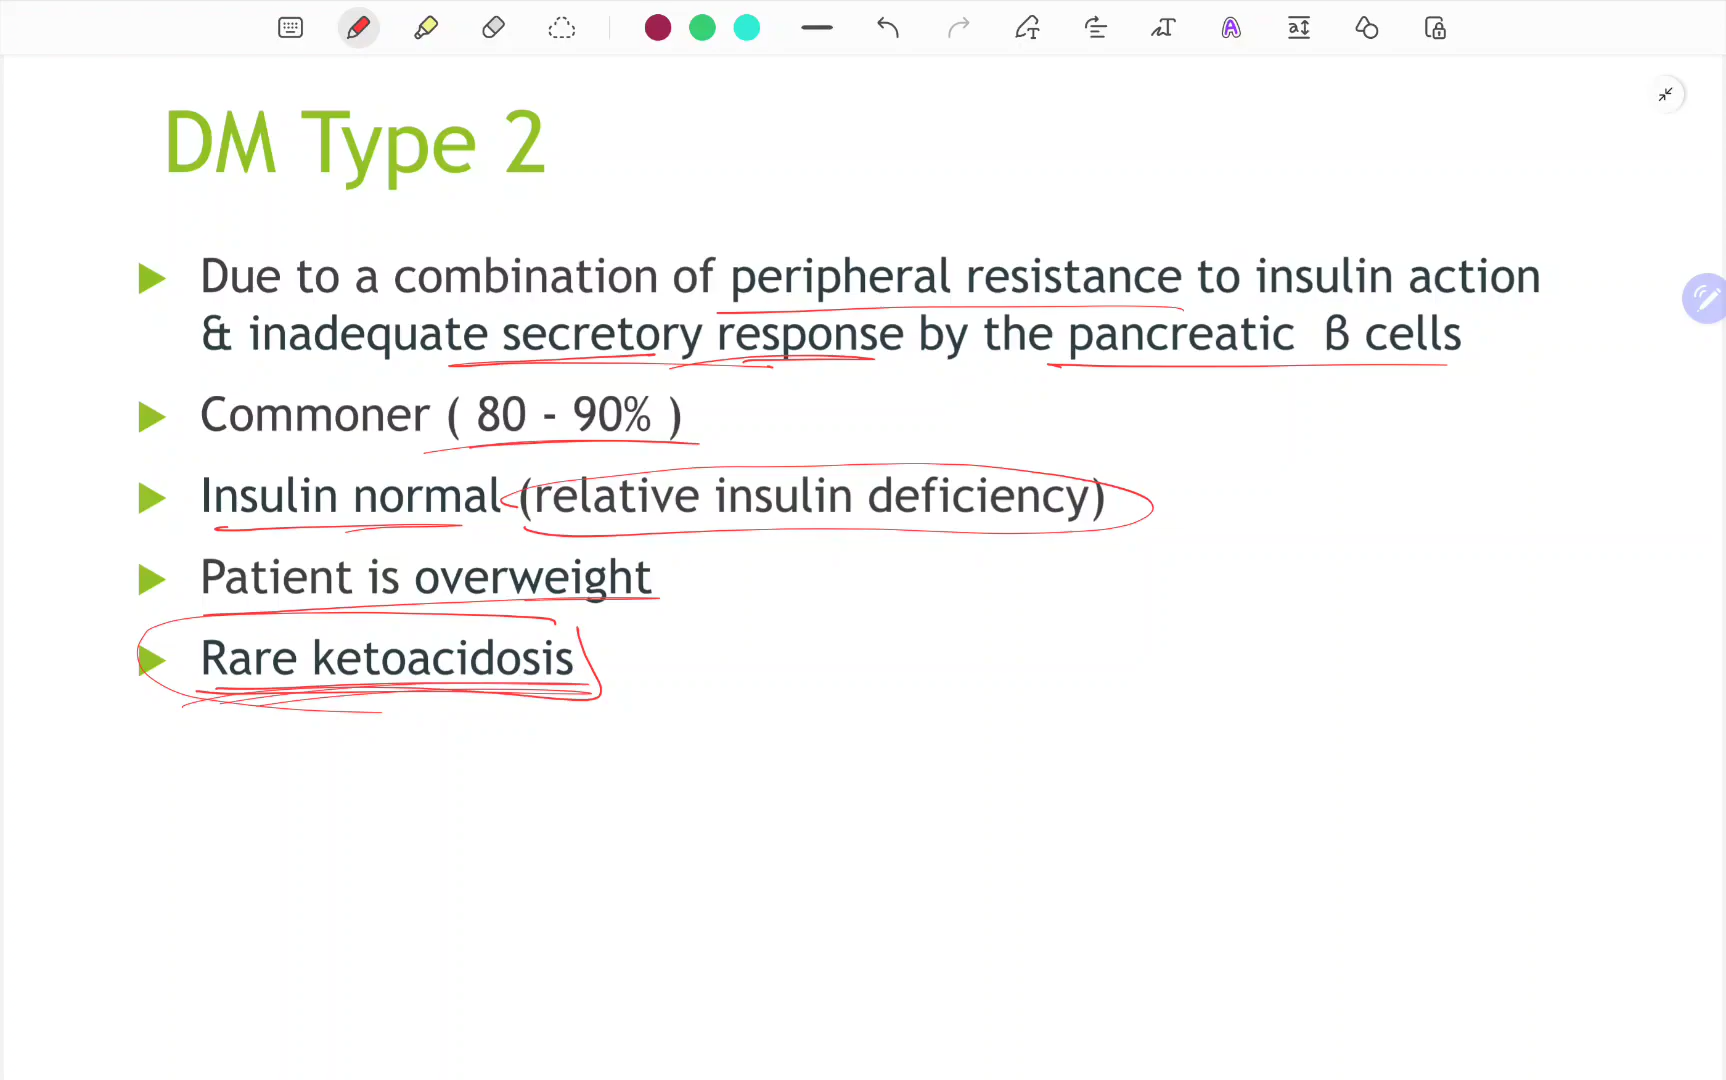 DM Type 2
Due to a combination of peripheral resistance to insulin action
& inadequate secretory response by the pancreatic ß cells
Commoner ( 80 - 90% )
Insulin normal (relative insulin deficiency)
Patient is overweight
Rare ketoacidosis